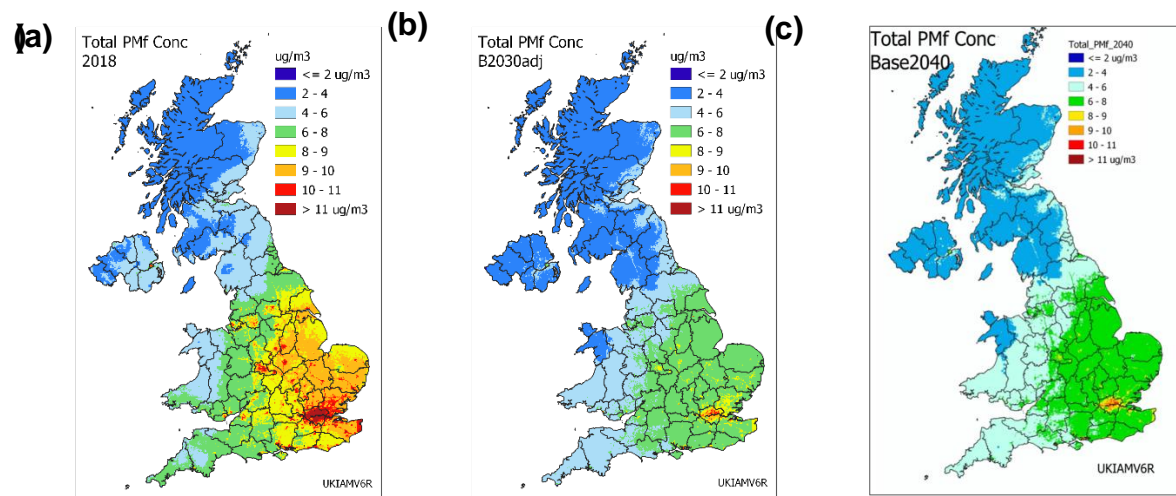 (a)
Total PMf Conc
2018
ug/m3
<= 2 ug/m3
2 - 4
4 - 6
6 - 8
8 - 9
9 - 10
10 - 11
> 11 ug/m3
UKIAMV6R
(b)
Total PMf Conc
B2030adj
ug/m3
<= 2 ug/m3
2 - 4
4 - 6
6 - 8
8 - 9
9 - 10
10 - 11
> 11 ug/m3
UKIAMV6R
(c)
Total PMf Conc
Base2040
Total_PMf_2040
<= 2 ug/m3
2 - 4
4 - 6
6 - 8
8 - 9
9 - 10
10 - 11
> 11 ug/m3
UKIAMV6R